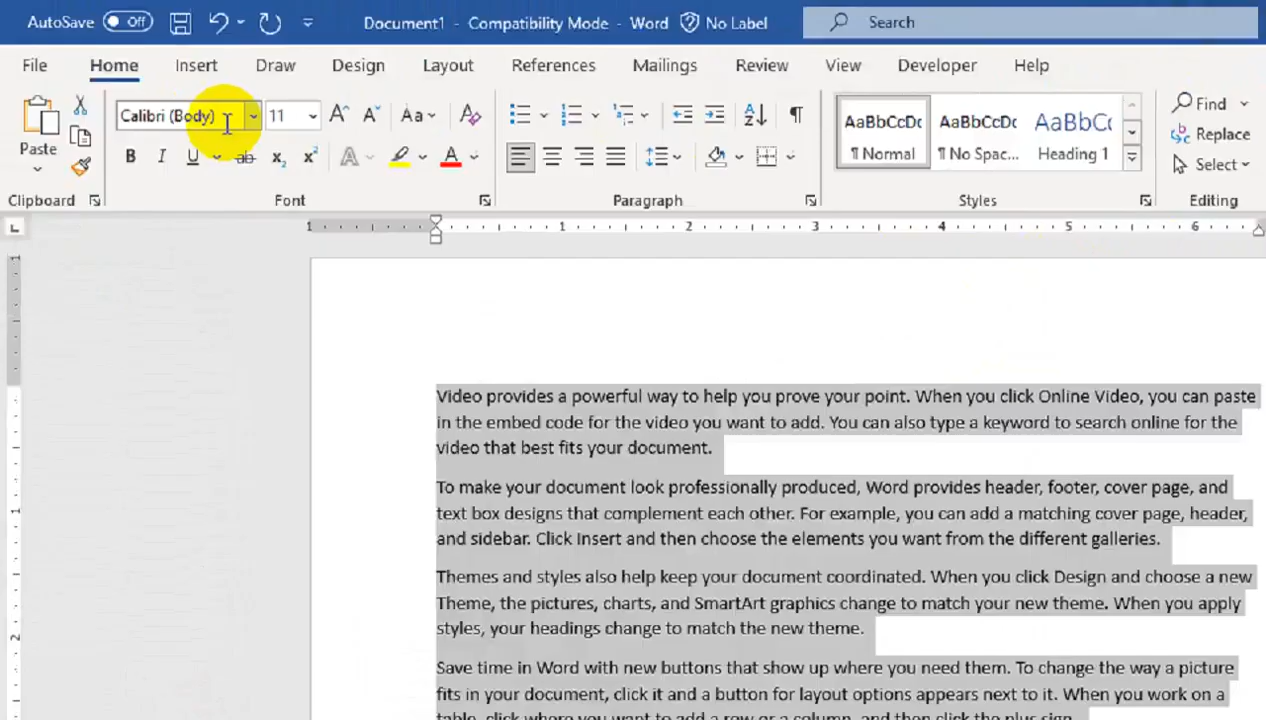 AutoSave Off Document1 - Compatibility Mode - Word No Label Search
File Home Insert Draw Design Layout References Mailings Review View Developer Help
Calibri (Body) 11 Aa AaBbCcDc AaBbCcDc AaBbCc Find
Paste ¶ Normal ¶ No Spac... Heading 1 Replace
B I U ab x₂ x² A A Select
Clipboard Font Paragraph Styles Editing
1 1 2 3 4 5 6
Video provides a powerful way to help you prove your point. When you click Online Video, you can paste
in the embed code for the video you want to add. You can also type a keyword to search online for the
video that best fits your document.
To make your document look professionally produced, Word provides header, footer, cover page, and
text box designs that complement each other. For example, you can add a matching cover page, header,
and sidebar. Click Insert and then choose the elements you want from the different galleries.
Themes and styles also help keep your document coordinated. When you click Design and choose a new
Theme, the pictures, charts, and SmartArt graphics change to match your new theme. When you apply
styles, your headings change to match the new theme.
Save time in Word with new buttons that show up where you need them. To change the way a picture
fits in your document, click it and a button for layout options appears next to it. When you work on a
table, click where you want to add a row or a column, and then click the plus sign.